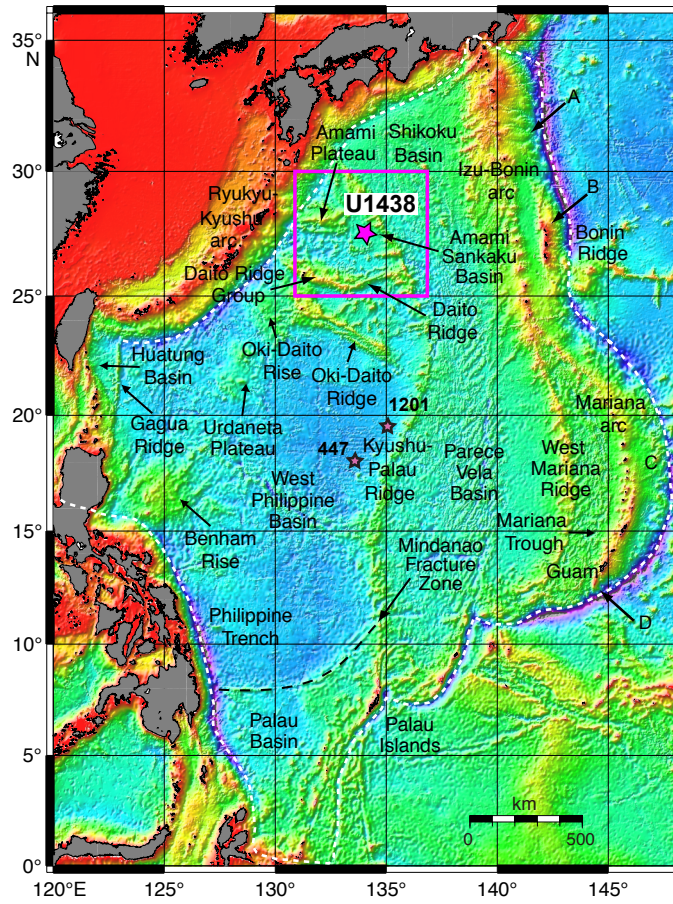 35°
N
A
Amami
Plateau
Shikoku
Basin
30°
Izu-Bonin
arc
Ryukyu-
Kyushu
arc
U1438
B
Bonin
Ridge
Amami
Sankaku
Basin
Daito Ridge
Group
25°
Daito
Ridge
Huatung
Basin
Oki-Daito
Rise
Oki-Daito
Ridge
20°
Gagua
Ridge
Urdaneta
Plateau
1201
Mariana
arc
447
Kyushu-
Palau
Ridge
Parece
Vela
Basin
West
Mariana
Ridge
C
West
Philippine
Basin
15°
Benham
Rise
Mindanao
Fracture
Zone
Mariana
Trough
Guam
D
Philippine
Trench
10°
Palau
Basin
Palau
Islands
5°
km
0
500
0°
120°E
125°
130°
135°
140°
145°